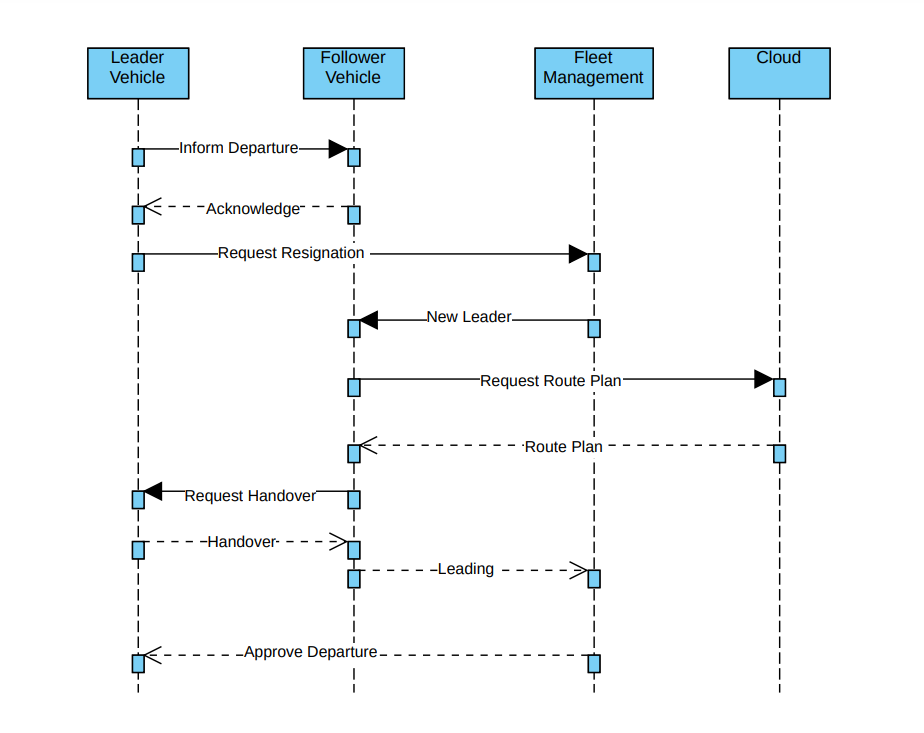 Leader
Vehicle
Follower
Vehicle
Fleet
Management
Cloud
Inform Departure
Acknowledge
Request Resignation
New Leader
Request Route Plan
Route Plan
Request Handover
Handover
Leading
Approve Departure